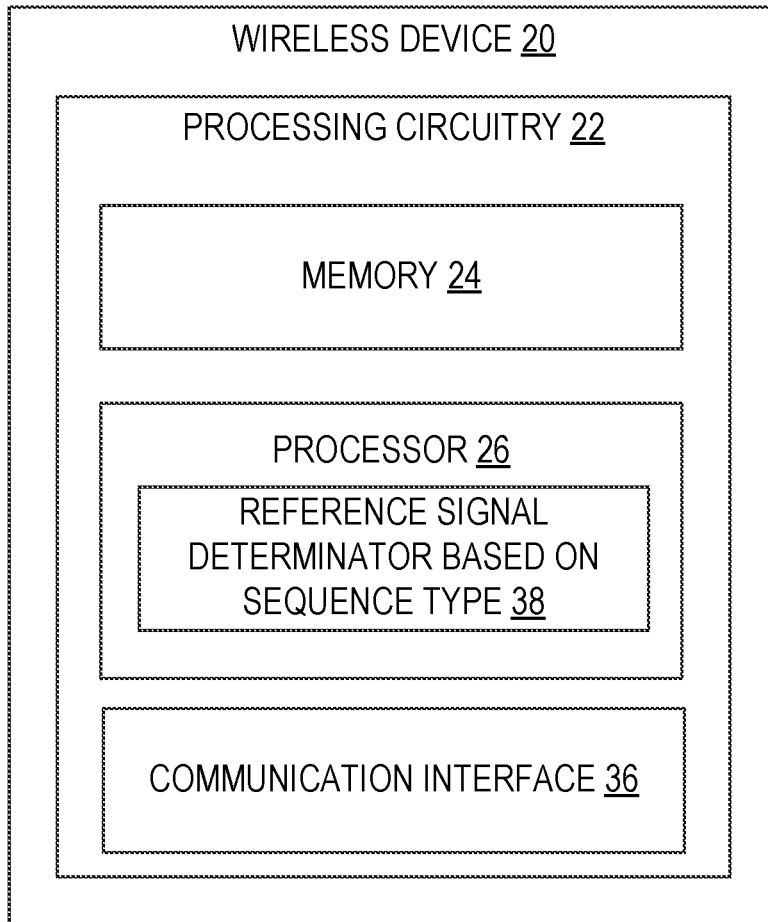 WIRELESS DEVICE 20
PROCESSING CIRCUITRY 22
MEMORY 24
PROCESSOR 26
REFERENCE SIGNAL
DETERMINATOR BASED ON
SEQUENCE TYPE 38
COMMUNICATION INTERFACE 36